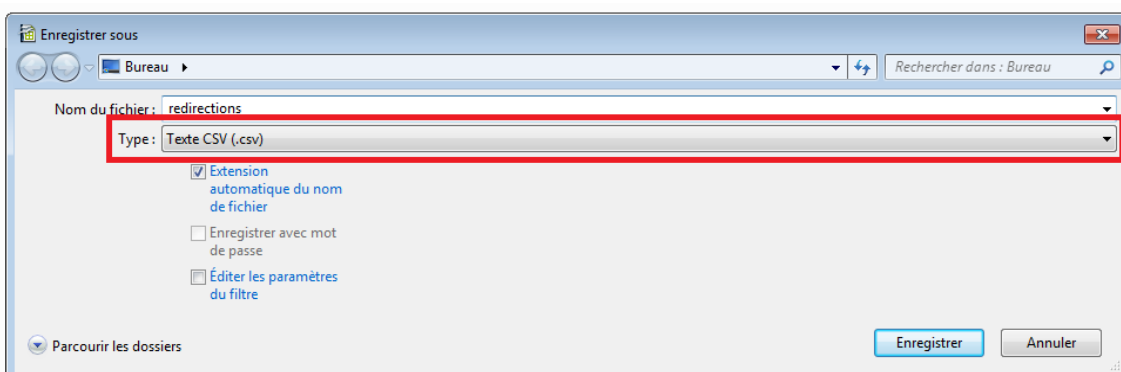 Enregistrer sous
Bureau
Rechercher dans : Bureau
Nom du fichier : redirections
Type : Texte CSV (.csv)
Extension
automatique du nom
de fichier
Enregistrer avec mot
de passe
Éditer les paramètres
du filtre
Parcourir les dossiers
Enregistrer
Annuler